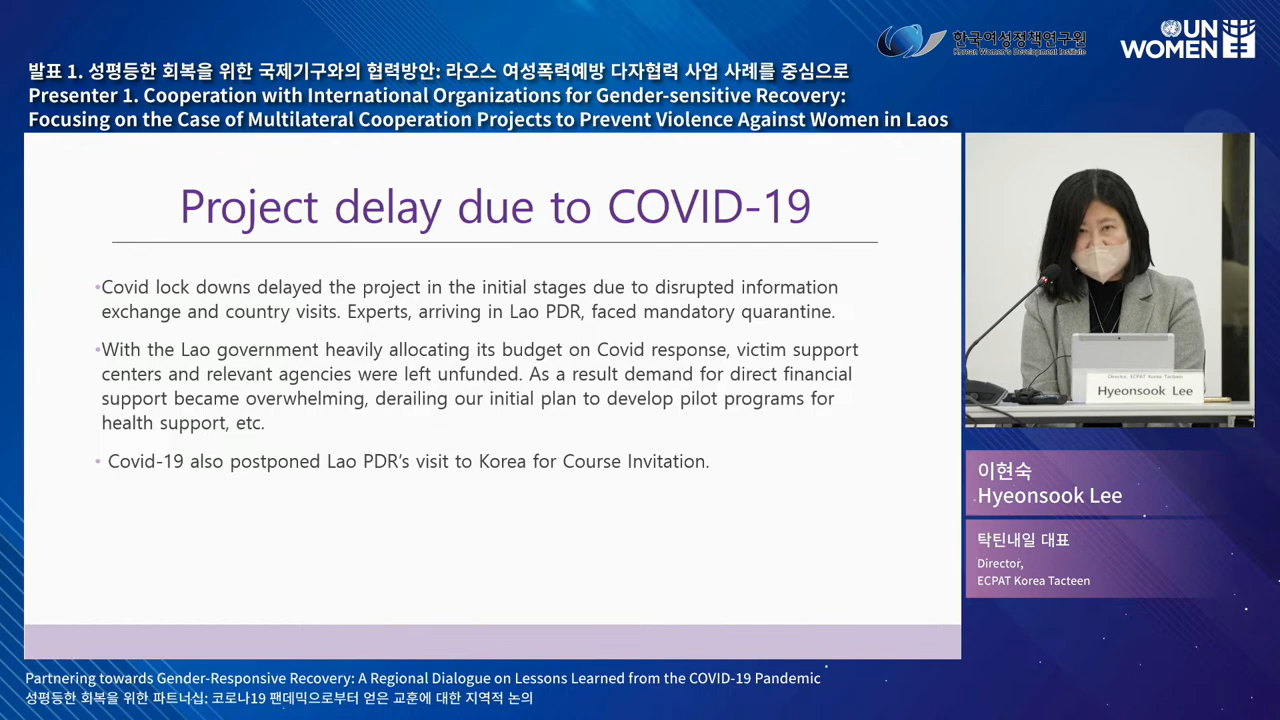 한국여성정책연구원
Korean Women's Development Institute
UN
WOMEN
발표 1. 성평등한 회복을 위한 국제기구와의 협력방안: 라오스 여성폭력예방 다자협력 사업 사례를 중심으로
Presenter 1. Cooperation with International Organizations for Gender-sensitive Recovery:
Focusing on the Case of Multilateral Cooperation Projects to Prevent Violence Against Women in Laos
Project delay due to COVID-19
•Covid lock downs delayed the project in the initial stages due to disrupted information
exchange and country visits. Experts, arriving in Lao PDR, faced mandatory quarantine.
•With the Lao government heavily allocating its budget on Covid response, victim support
centers and relevant agencies were left unfunded. As a result demand for direct financial
support became overwhelming, derailing our initial plan to develop pilot programs for
health support, etc.
• Covid-19 also postponed Lao PDR’s visit to Korea for Course Invitation.
Director, ECPAT Korea Tacteen
Hyeonsook Lee
이현숙
Hyeonsook Lee
탁틴내일 대표
Director,
ECPAT Korea Tacteen
Partnering towards Gender-Responsive Recovery: A Regional Dialogue on Lessons Learned from the COVID-19 Pandemic
성평등한 회복을 위한 파트너십: 코로나19 팬데믹으로부터 얻은 교훈에 대한 지역적 논의